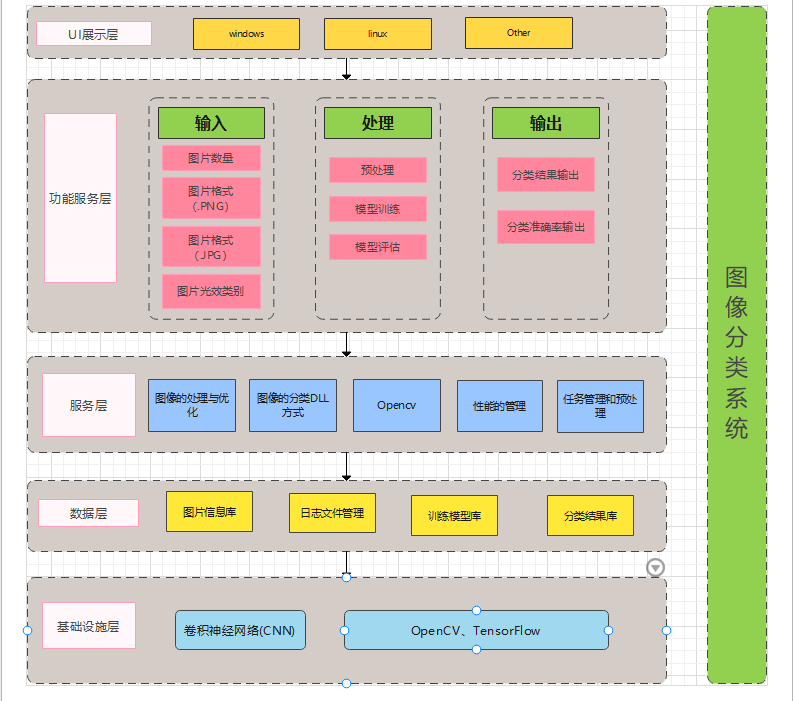 UI展示层
windows
linux
Other
功能服务层
输入
图片数量
图片格式
(.PNG)
图片格式
(JPG)
图片光效类别
处理
预处理
模型训练
模型评估
输出
分类结果输出
分类准确率输出
服务层
图像的处理与优
化
图像的分类DLL
方式
Opencv
性能的管理
任务管理和预处
理
数据层
图片信息库
日志文件管理
训练模型库
分类结果库
基础设施层
卷积神经网络(CNN)
OpenCV、TensorFlow
图
像
分
类
系
统